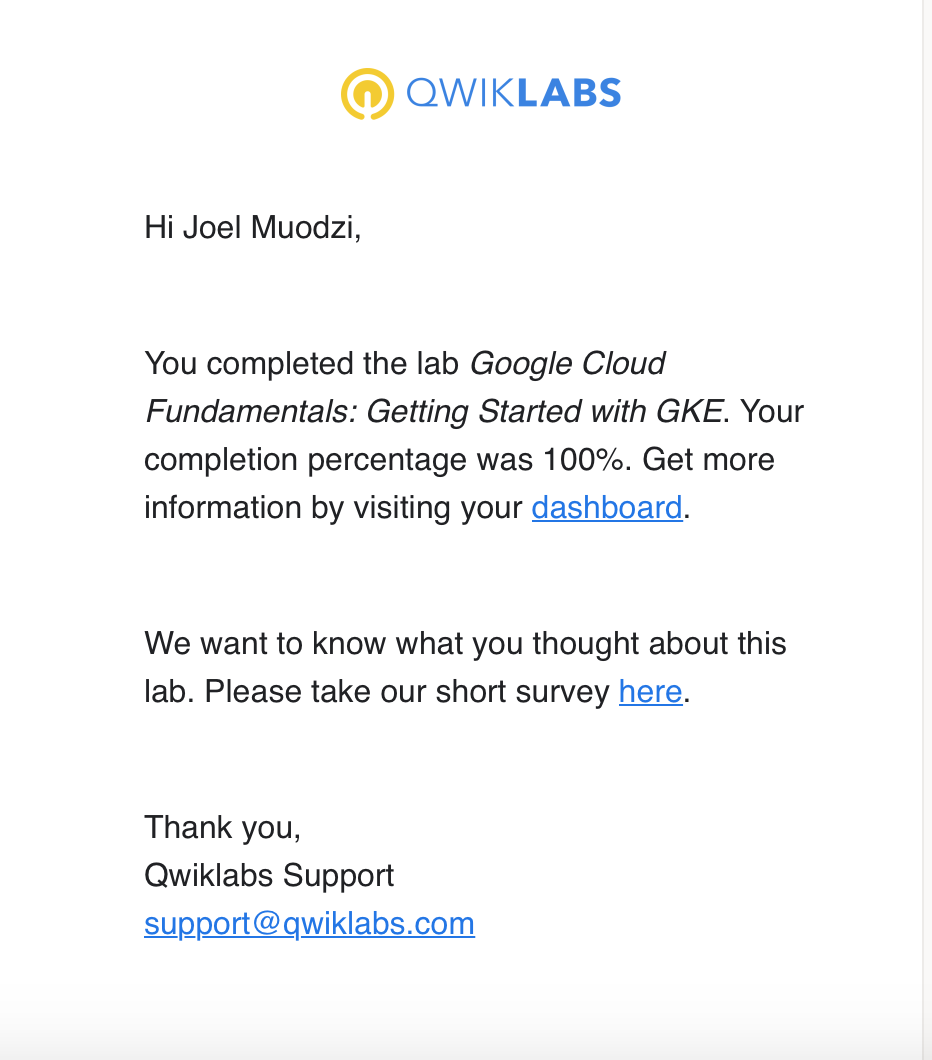 QWIKLABS
Hi Joel Muodzi,
You completed the lab Google Cloud
Fundamentals: Getting Started with GKE. Your
completion percentage was 100%. Get more
information by visiting your dashboard.
We want to know what you thought about this
lab. Please take our short survey here.
Thank you,
Qwiklabs Support
support@qwiklabs.com